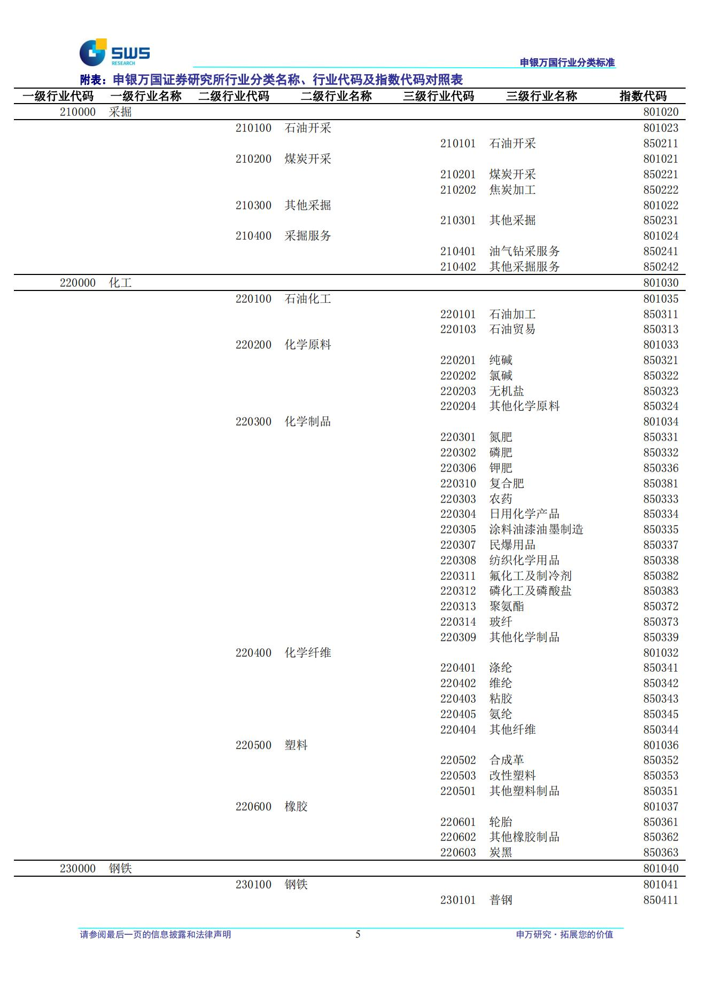 SWS
RESEARCH
申银万国行业分类标准
附表：申银万国证券研究所行业分类名称、行业代码及指数代码对照表
一级行业代码 一级行业名称 二级行业代码 二级行业名称 三级行业代码 三级行业名称 指数代码
210000 采掘 801020
210100 石油开采 801023
210101 石油开采 850211
210200 煤炭开采 801021
210201 煤炭开采 850221
210202 焦炭加工 850222
210300 其他采掘 801022
210301 其他采掘 850231
210400 采掘服务 801024
210401 油气钻采服务 850241
210402 其他采掘服务 850242
220000 化工 801030
220100 石油化工 801035
220101 石油加工 850311
220103 石油贸易 850313
220200 化学原料 801033
220201 纯碱 850321
220202 氯碱 850322
220203 无机盐 850323
220204 其他化学原料 850324
220300 化学制品 801034
220301 氮肥 850331
220302 磷肥 850332
220306 钾肥 850336
220310 复合肥 850381
220303 农药 850333
220304 日用化学产品 850334
220305 涂料油漆油墨制造 850335
220307 民爆用品 850337
220308 纺织化学用品 850338
220311 氟化工及制冷剂 850382
220312 磷化工及磷酸盐 850383
220313 聚氨酯 850372
220314 玻纤 850373
220309 其他化学制品 850339
220400 化学纤维 801032
220401 涤纶 850341
220402 维纶 850342
220403 粘胶 850343
220405 氨纶 850345
220404 其他纤维 850344
220500 塑料 801036
220502 合成革 850352
220503 改性塑料 850353
220501 其他塑料制品 850351
220600 橡胶 801037
220601 轮胎 850361
220602 其他橡胶制品 850362
220603 炭黑 850363
230000 钢铁 801040
230100 钢铁 801041
230101 普钢 850411
请参阅最后一页的信息披露和法律声明 5 申万研究·拓展您的价值